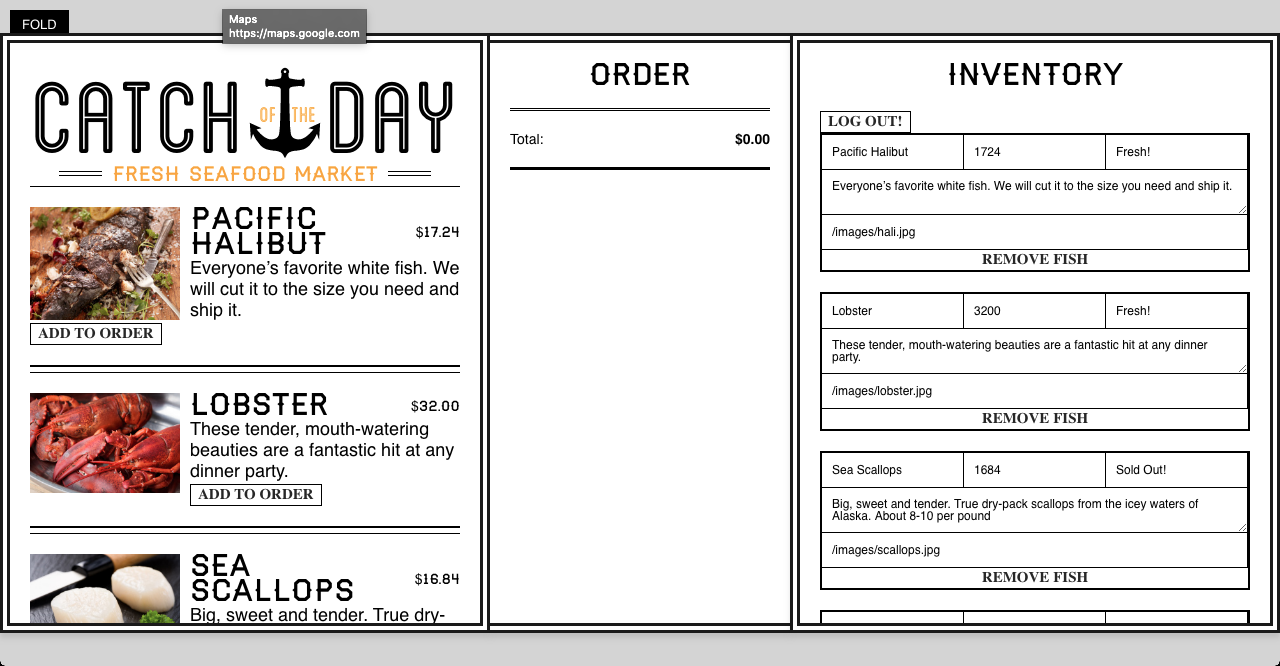 FOLD
Maps
https://maps.google.com
CATCH OF THE DAY
FRESH SEAFOOD MARKET
PACIFIC
HALIBUT
$17.24
Everyone’s favorite white fish. We
will cut it to the size you need and
ship it.
ADD TO ORDER
LOBSTER
$32.00
These tender, mouth-watering
beauties are a fantastic hit at any
dinner party.
ADD TO ORDER
SEA
SCALLOPS
$16.84
Big, sweet and tender. True dry-
ORDER
Total: $0.00
INVENTORY
LOG OUT!
Pacific Halibut 1724 Fresh!
Everyone’s favorite white fish. We will cut it to the size you need and ship it.
/images/hali.jpg
REMOVE FISH
Lobster 3200 Fresh!
These tender, mouth-watering beauties are a fantastic hit at any dinner
party.
/images/lobster.jpg
REMOVE FISH
Sea Scallops 1684 Sold Out!
Big, sweet and tender. True dry-pack scallops from the icey waters of
Alaska. About 8-10 per pound
/images/scallops.jpg
REMOVE FISH